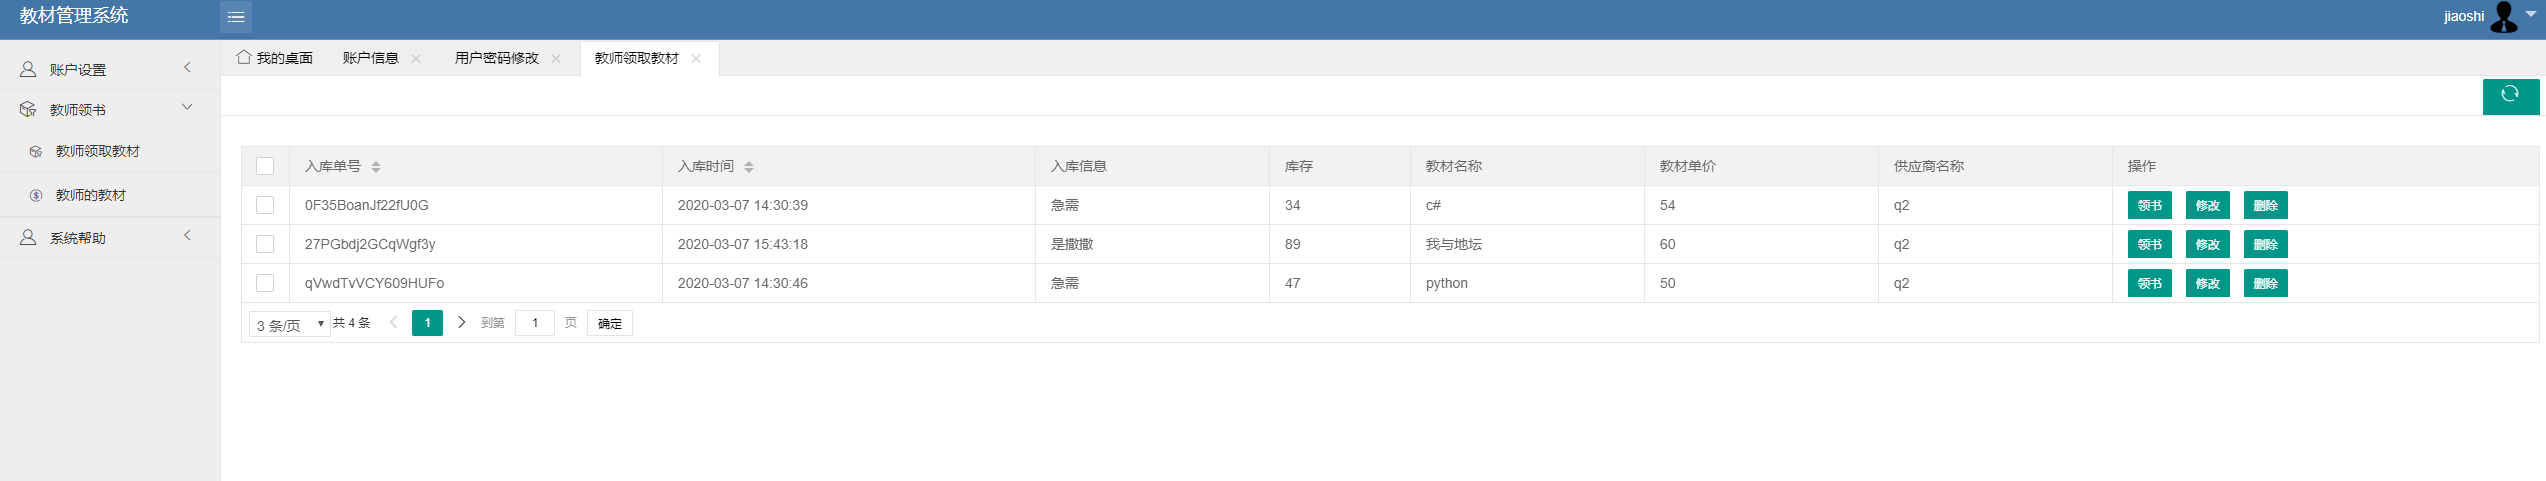 教材管理系统
jiaoshi
账户设置
教师领书
教师领取教材
教师的教材
系统帮助
我的桌面 账户信息 用户密码修改 教师领取教材
入库单号 入库时间 入库信息 库存 教材名称 教材单价 供应商名称 操作
0F35BoanJf22fU0G 2020-03-07 14:30:39 急需 34 c# 54 q2 领书 修改 删除
27PGbdj2GCqWgf3y 2020-03-07 15:43:18 是撒撒 89 我与地坛 60 q2 领书 修改 删除
qVwdTvVCY609HUFo 2020-03-07 14:30:46 急需 47 python 50 q2 领书 修改 删除
3 条/页 共 4 条 1 到第 1 页 确定